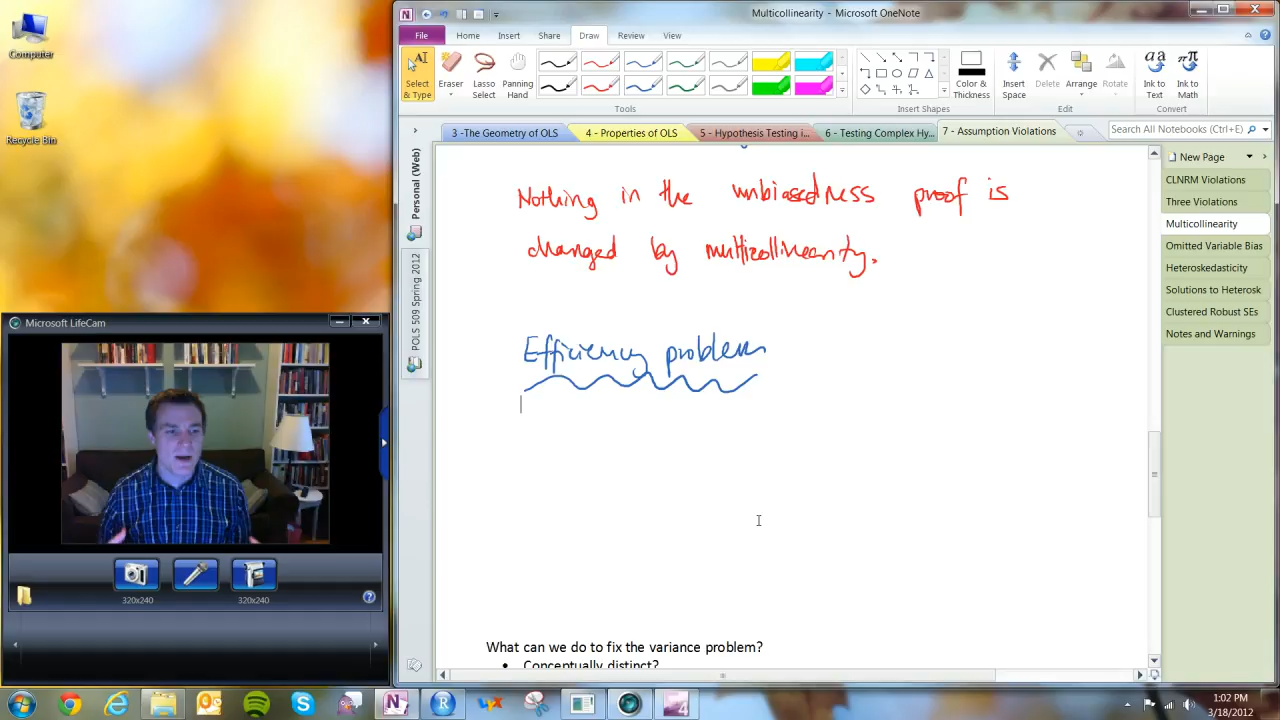 Computer
Recycle Bin
Multicollinearity - Microsoft OneNote
File Home Insert Share Draw Review View
Select & Type
Eraser
Lasso Select
Panning Hand
Tools
Insert Shapes
Color & Thickness
Insert Space
Delete
Arrange
Rotate
Edit
Ink to Text
Ink to Math
Convert
3 -The Geometry of OLS
4 - Properties of OLS
5 - Hypothesis Testing i...
6 - Testing Complex Hy...
7 - Assumption Violations
Search All Notebooks (Ctrl+E)
Personal (Web)
POLS 509 Spring 2012
Nothing in the unbiasedness proof is
changed by multicollinearity.
Efficiency problem
What can we do to fix the variance problem?
• Conceptually distinct?
New Page
CLNRM Violations
Three Violations
Multicollinearity
Omitted Variable Bias
Heteroskedasticity
Solutions to Heterosk
Clustered Robust SEs
Notes and Warnings
Microsoft LifeCam
320x240
320x240
1:02 PM
3/18/2012